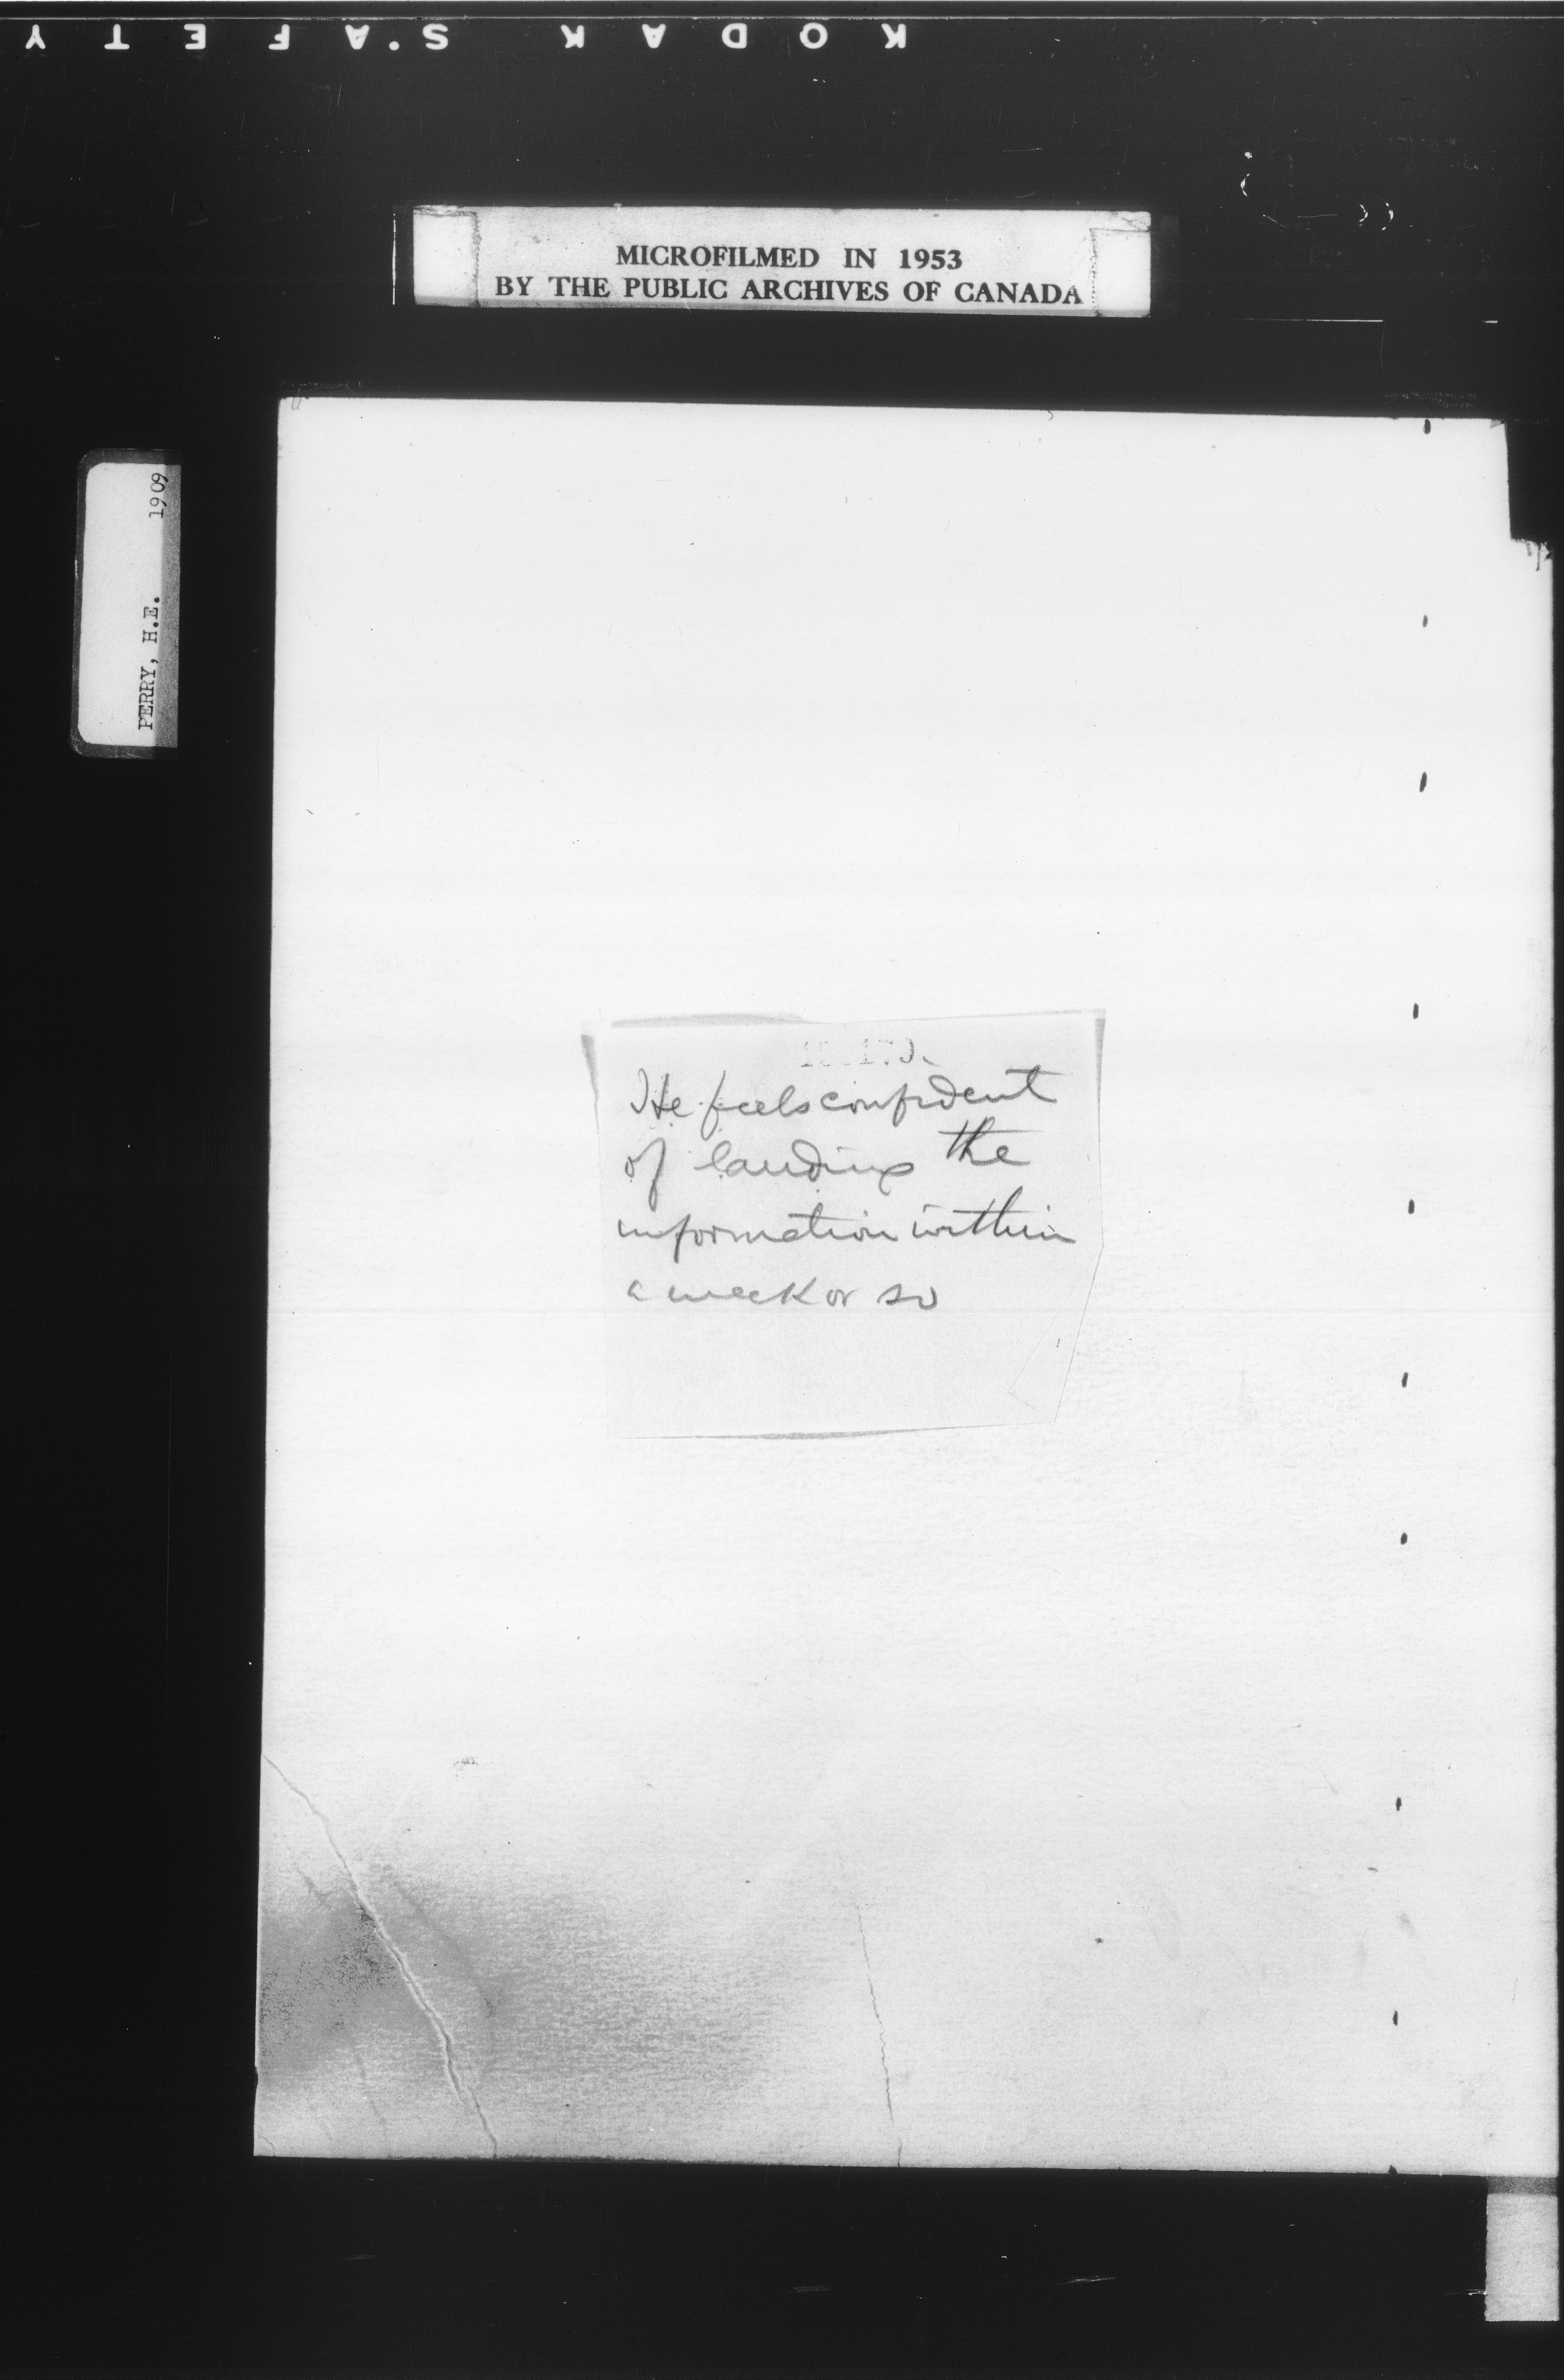 KODAK SAFETY
MICROFILMED IN 1953
BY THE PUBLIC ARCHIVES OF CANADA
PERRY, H.E. 1909
He feels confident
of landing the
information within
a week or so